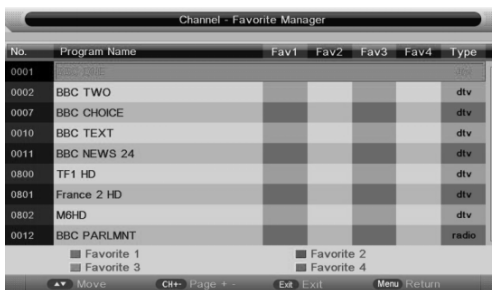 Channel - Favorite Manager
No. Program Name Fav1 Fav2 Fav3 Fav4 Type
0001 BBC ONE dtv
0002 BBC TWO dtv
0007 BBC CHOICE dtv
0010 BBC TEXT dtv
0011 BBC NEWS 24 dtv
0800 TF1 HD dtv
0801 France 2 HD dtv
0802 M6HD dtv
0012 BBC PARLMNT radio
Favorite 1 Favorite 2
Favorite 3 Favorite 4
▲▼ Move CH+- Page + - Exit Exit Menu Return